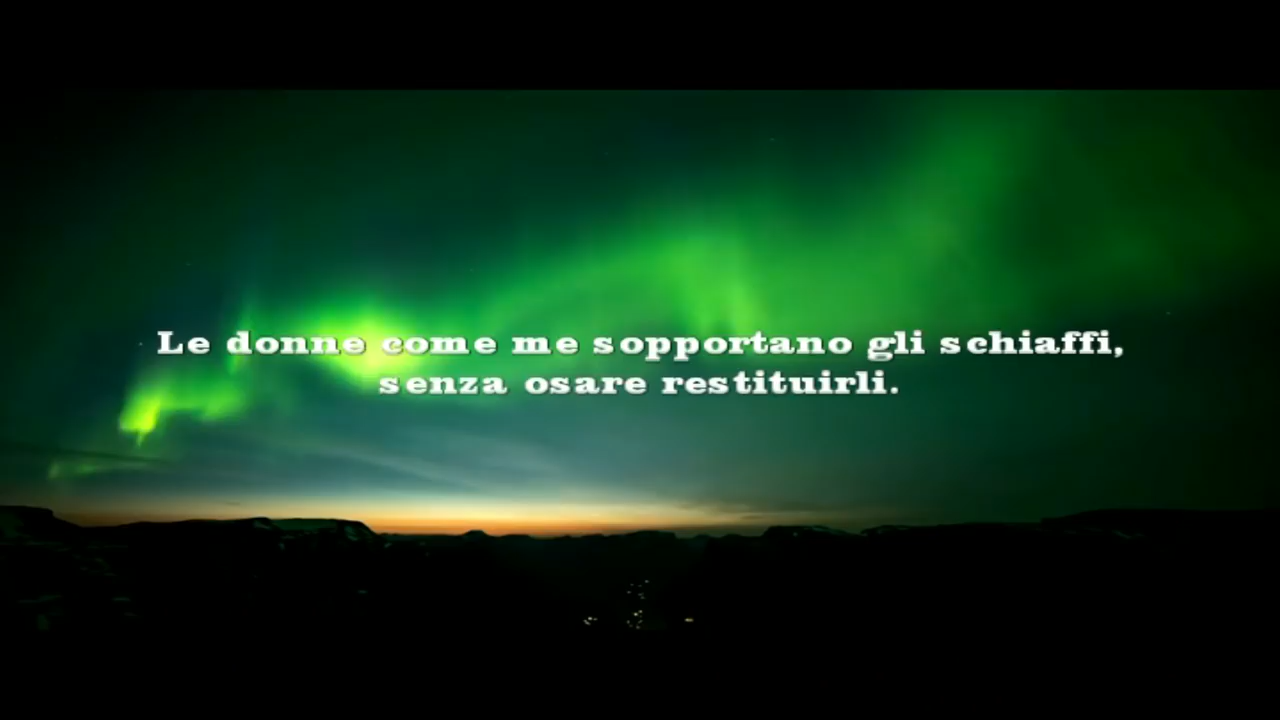 Le donne come me sopportano gli schiaffi,
senza osare restituirli.